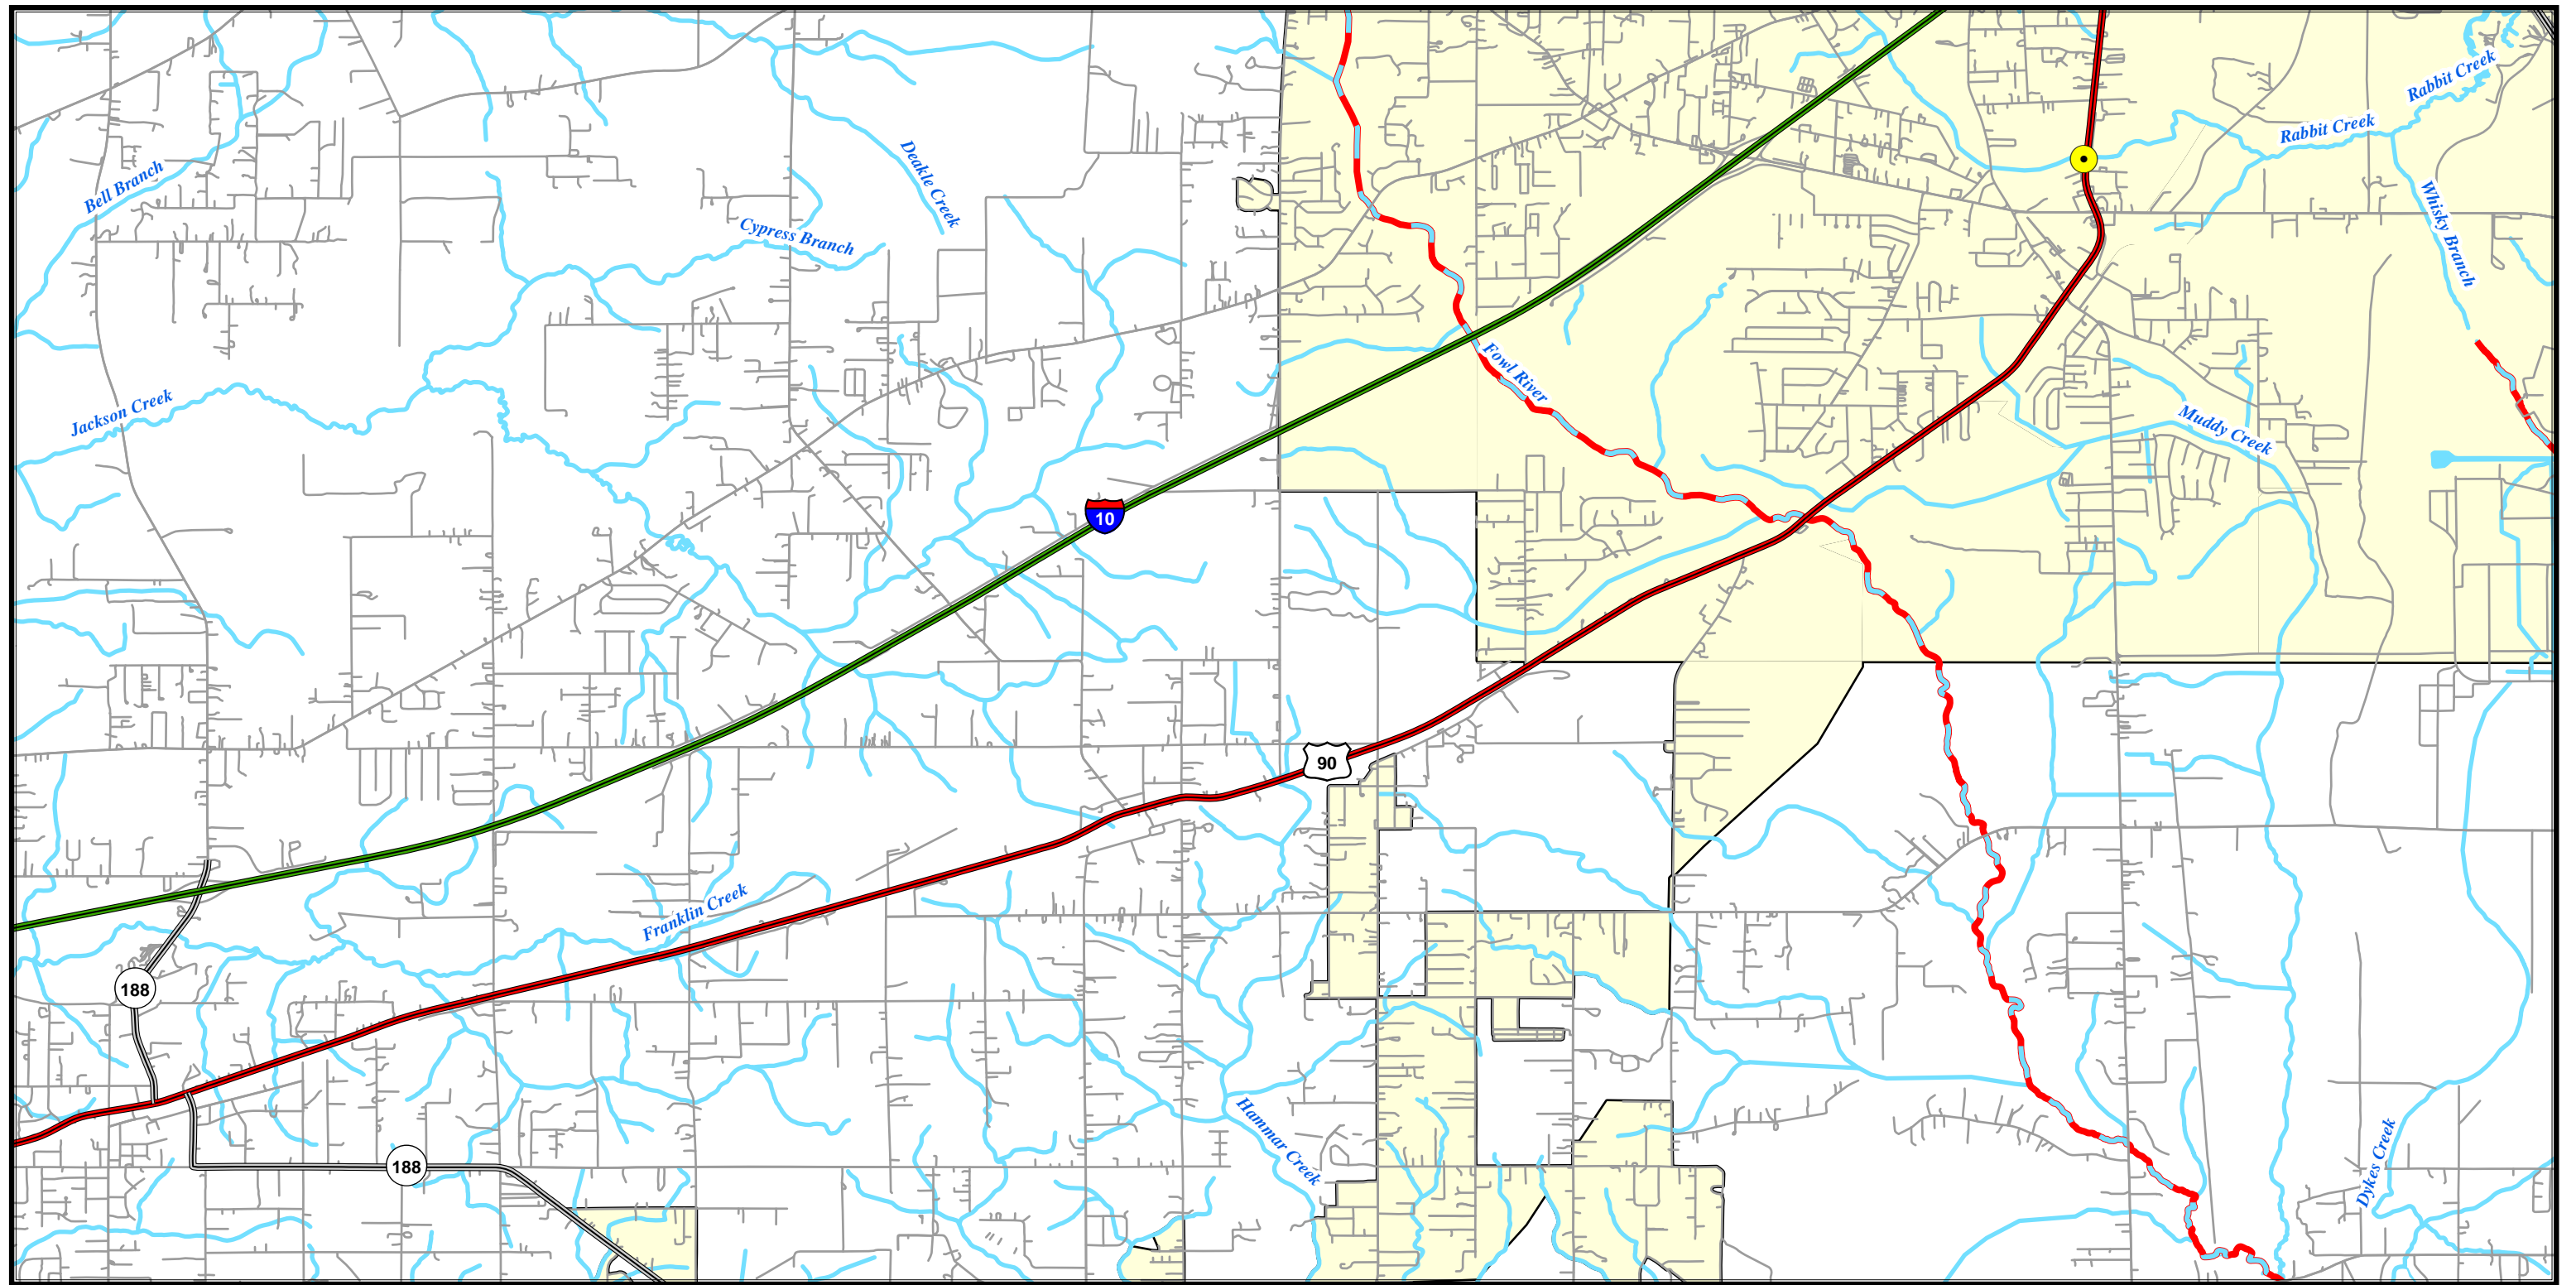 Rabbit Creek
Rabbit Creek
Bell Branch
Deakle Creek
Cypress Branch
Whisky Branch
Fowl River
Jackson Creek
Muddy Creek
10
90
Franklin Creek
188
Hammar Creek
188
Dykes Creek